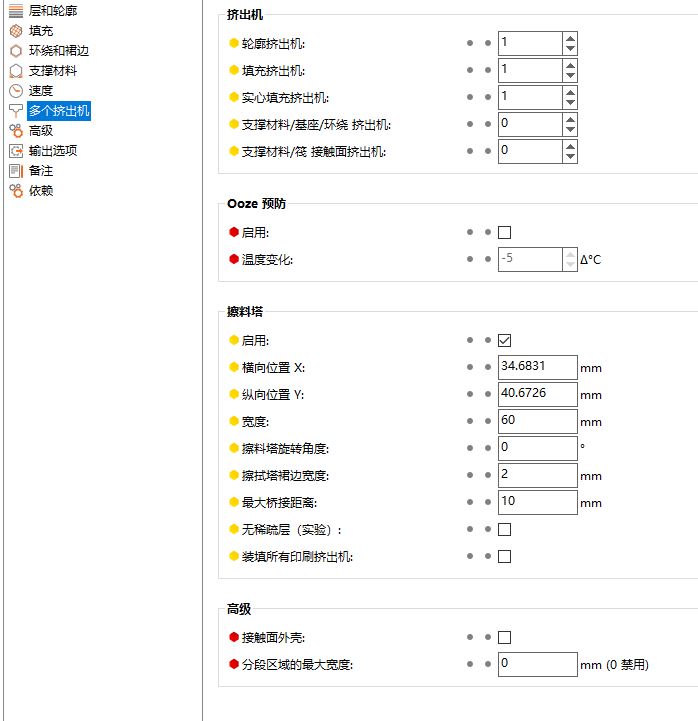 层和轮廓
填充
环绕和裙边
支撑材料
速度
多个挤出机
高级
输出选项
备注
依赖
挤出机
轮廓挤出机: 1
填充挤出机: 1
实心填充挤出机: 1
支撑材料/基座/环绕 挤出机: 0
支撑材料/筏 接触面挤出机: 0
Ooze 预防
启用:
温度变化: -5 Δ°C
擦料塔
启用:
横向位置 X: 34.6831 mm
纵向位置 Y: 40.6726 mm
宽度: 60 mm
擦料塔旋转角度: 0 °
擦拭塔裙边宽度: 2 mm
最大桥接距离: 10 mm
无稀疏层（实验）:
装填所有印刷挤出机:
高级
接触面外壳:
分段区域的最大宽度: 0 mm (0 禁用)